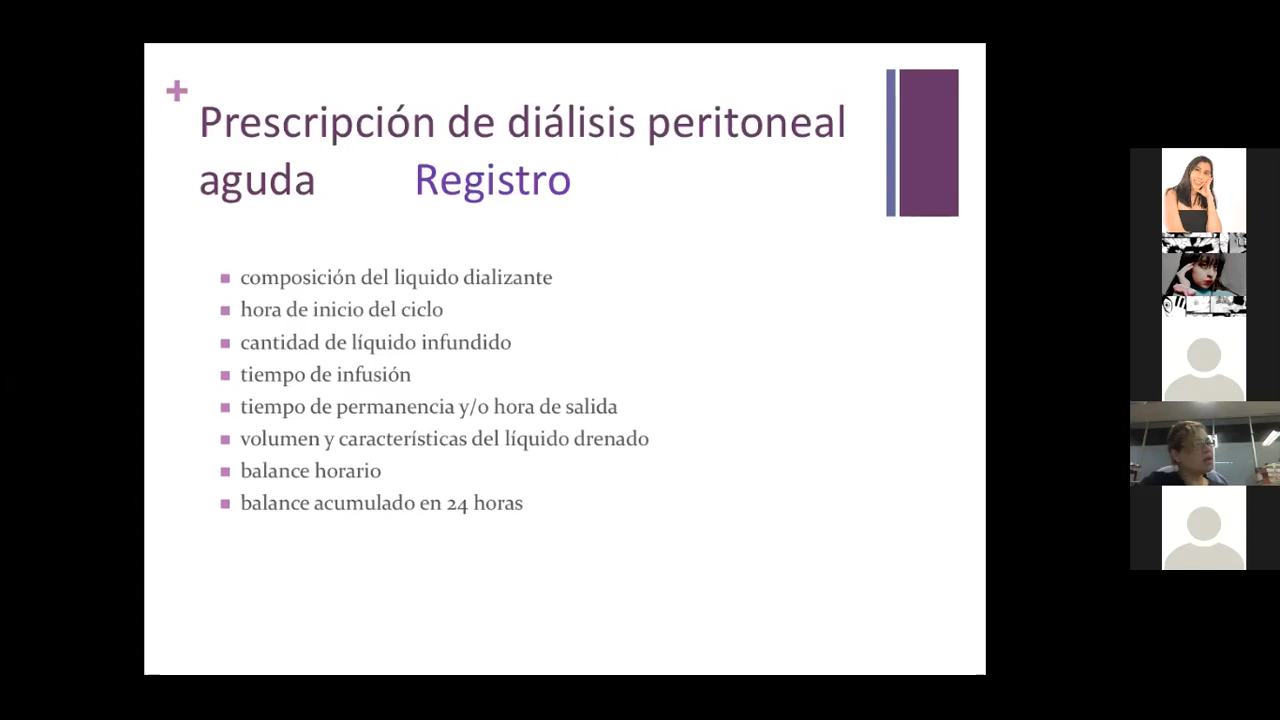 Prescripción de diálisis peritoneal
aguda Registro
composición del liquido dializante
hora de inicio del ciclo
cantidad de líquido infundido
tiempo de infusión
tiempo de permanencia y/o hora de salida
volumen y características del líquido drenado
balance horario
balance acumulado en 24 horas